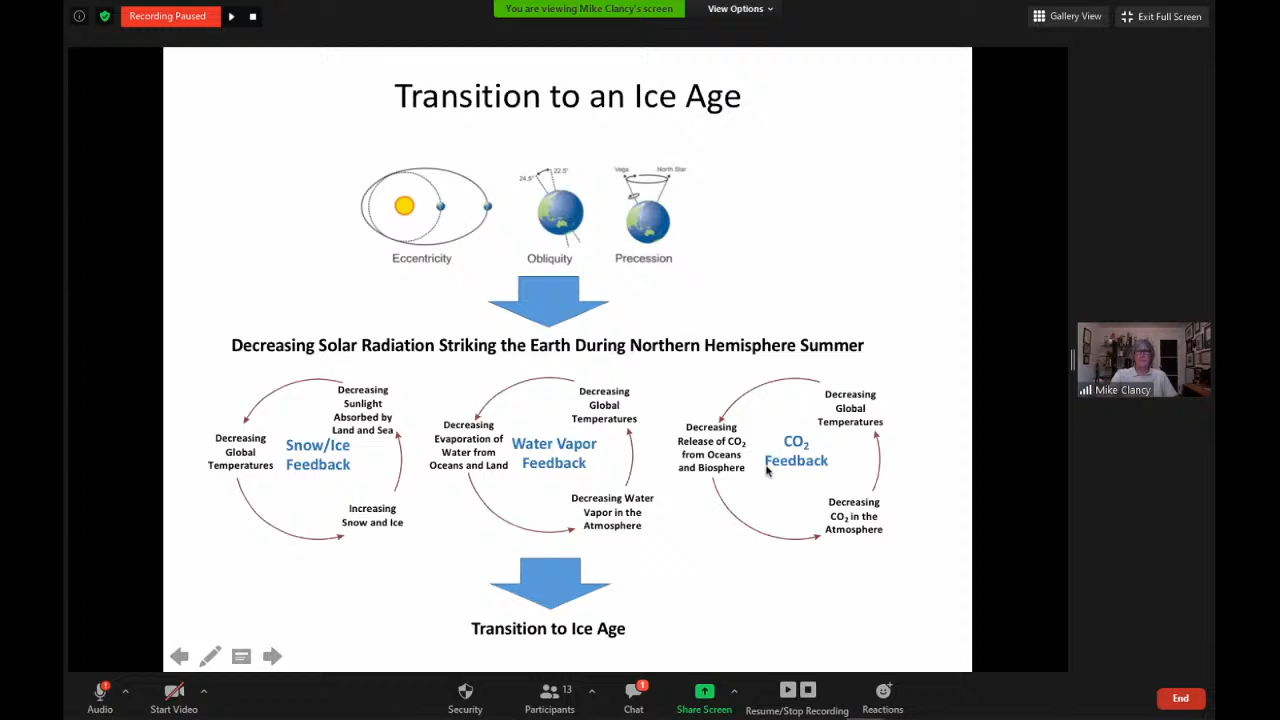 Recording Paused
You are viewing Mike Clancy's screen
View Options
Gallery View
Exit Full Screen
Transition to an Ice Age
24.5°
22.5°
Vega
North Star
Eccentricity
Obliquity
Precession
Decreasing Solar Radiation Striking the Earth During Northern Hemisphere Summer
Decreasing
Sunlight
Absorbed by
Land and Sea
Decreasing
Global
Temperatures
Snow/Ice
Feedback
Increasing
Snow and Ice
Decreasing
Global
Temperatures
Decreasing
Evaporation of
Water from
Oceans and Land
Water Vapor
Feedback
Decreasing Water
Vapor in the
Atmosphere
Decreasing
Global
Temperatures
Decreasing
Release of CO₂
from Oceans
and Biosphere
CO₂
Feedback
Decreasing
CO₂ in the
Atmosphere
Transition to Ice Age
Mike Clancy
Audio
Start Video
Security
13
Participants
1
Chat
Share Screen
Resume/Stop Recording
Reactions
End